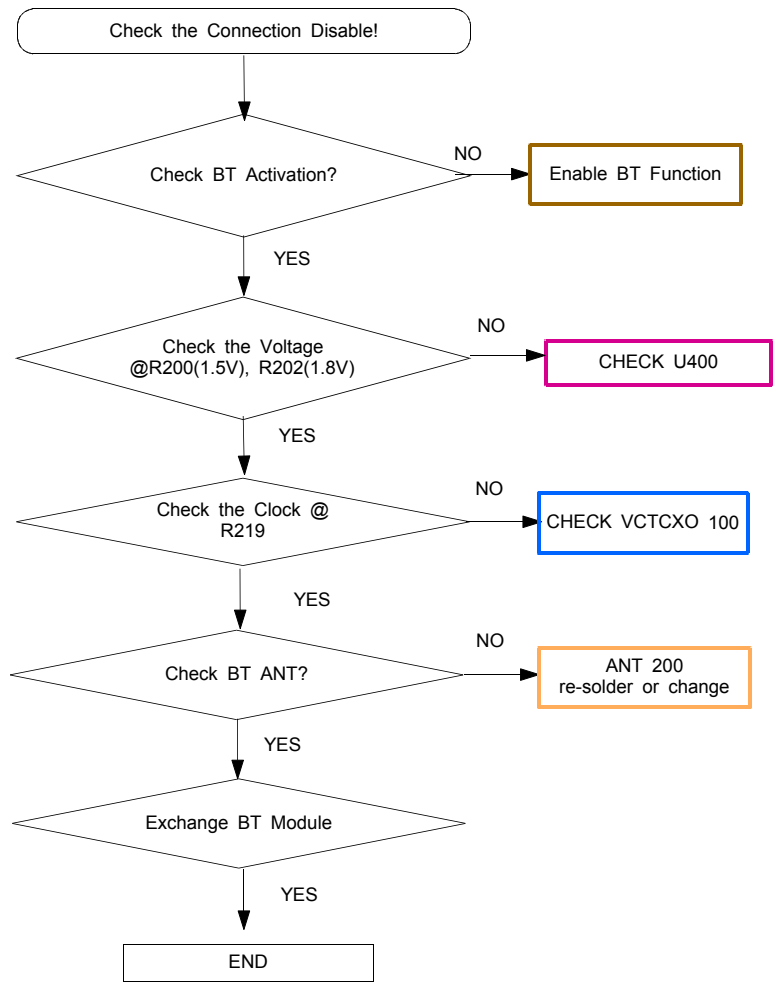 Check the Connection Disable!
Check BT Activation?
NO
Enable BT Function
YES
Check the Voltage
@R200(1.5V), R202(1.8V)
NO
CHECK U400
YES
Check the Clock @
R219
NO
CHECK VCTCXO 100
YES
Check BT ANT?
NO
ANT 200
re-solder or change
YES
Exchange BT Module
YES
END